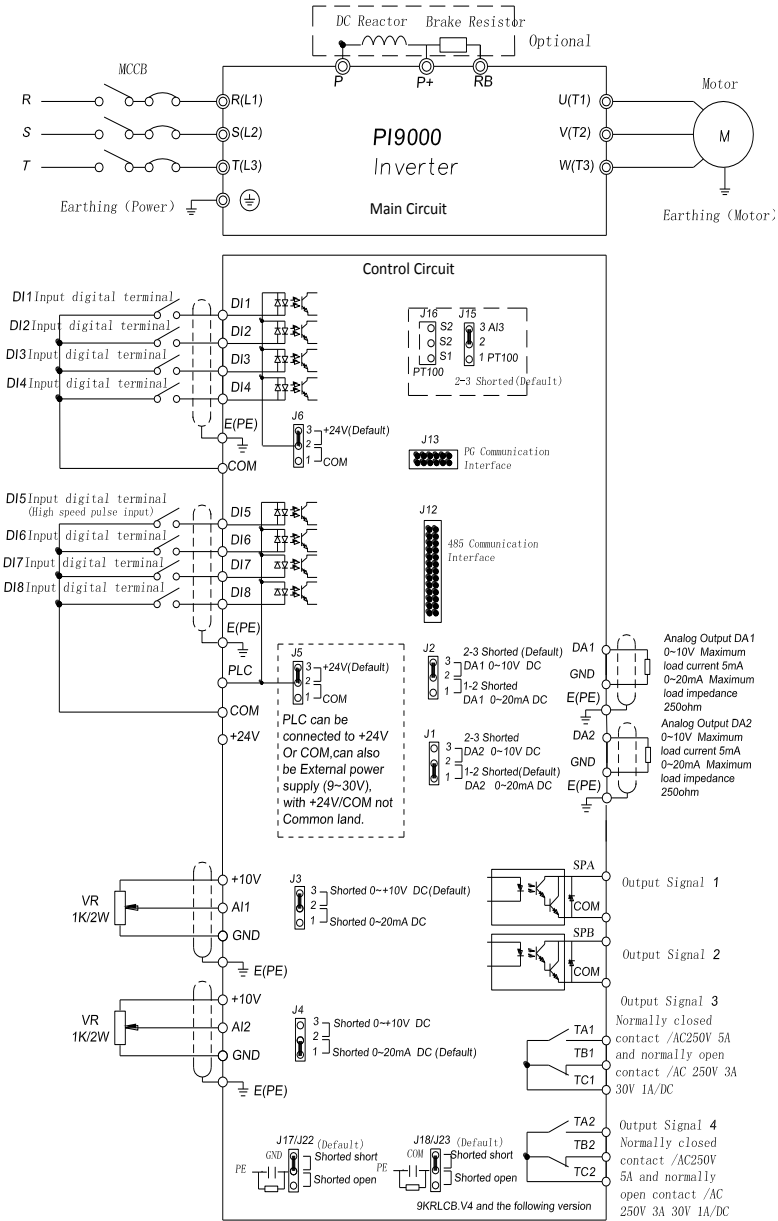 DC Reactor Brake Resistor
Optional
MCCB
P P+ RB
Motor
R R(L1) U(T1)
S S(L2) V(T2) M
T T(L3) W(T3)
PI9000
Inverter
Main Circuit
Earthing (Power)
Earthing (Motor)
Control Circuit
DI1 Input digital terminal DI1
DI2 Input digital terminal DI2
DI3 Input digital terminal DI3
DI4 Input digital terminal DI4
E(PE)
COM
J16 J15
S2 3 AI3
S2 2
S1 1 PT100
PT100
2-3 Shorted(Default)
J6
3 +24V(Default)
2
1 COM
J13
PG Communication
Interface
DI5 Input digital terminal DI5
(High speed pulse input)
DI6 Input digital terminal DI6
DI7 Input digital terminal DI7
DI8 Input digital terminal DI8
E(PE)
PLC
COM
+24V
J12
485 Communication
Interface
J5
3 +24V(Default)
2
1 COM
PLC can be
connected to +24V
Or COM,can also
be External power
supply (9~30V),
with +24V/COM not
Common land.
J2
2-3 Shorted (Default)
3 DA1 0~10V DC
2
1 1-2 Shorted
DA1 0~20mA DC
J1
2-3 Shorted
3 DA2 0~10V DC
2
1 1-2 Shorted(Default)
DA2 0~20mA DC
DA1
GND
E(PE)
Analog Output DA1
0~10V Maximum
load current 5mA
0~20mA Maximum
load impedance
250ohm
DA2
GND
E(PE)
Analog Output DA2
0~10V Maximum
load current 5mA
0~20mA Maximum
load impedance
250ohm
VR
1K/2W
+10V
AI1
GND
E(PE)
J3
3 Shorted 0~+10V DC(Default)
2
1 Shorted 0~20mA DC
SPA
COM
Output Signal 1
SPB
COM
Output Signal 2
VR
1K/2W
+10V
AI2
GND
E(PE)
J4
3 Shorted 0~+10V DC
2
1 Shorted 0~20mA DC (Default)
TA1
TB1
TC1
Output Signal 3
Normally closed
contact /AC250V 5A
and normally open
contact /AC 250V 3A
30V 1A/DC
TA2
TB2
TC2
Output Signal 4
Normally closed
contact /AC250V
5A and normally
open contact /AC
250V 3A 30V 1A/DC
J17/J22 (Default)
GND Shorted short
PE Shorted open
J18/J23 (Default)
COM Shorted short
PE Shorted open
9KRLCB.V4 and the following version